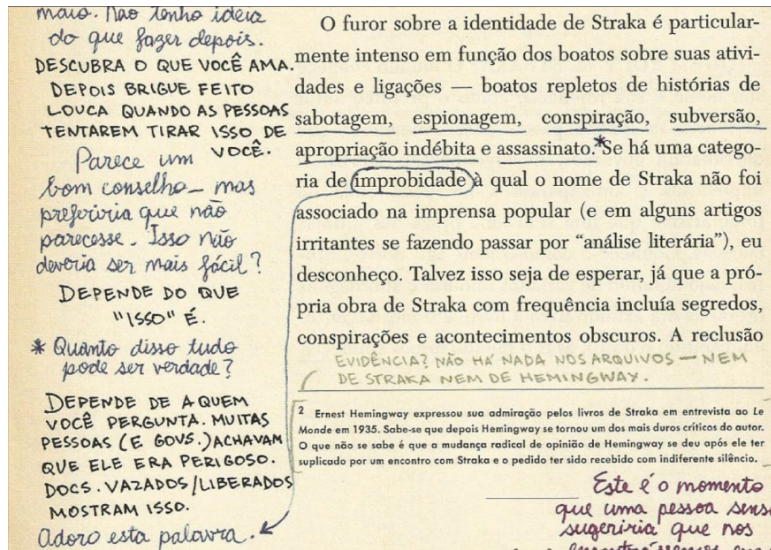 maio. Não tenho ideia
do que fazer depois.
DESCUBRA O QUE VOCÊ AMA.
DEPOIS BRIGUE FEITO
LOUCA QUANDO AS PESSOAS
TENTAREM TIRAR ISSO DE
VOCÊ.
Parece um
bom conselho – mas
preferiria que não
parecesse. Isso não
deveria ser mais fácil?
DEPENDE DO QUE
"ISSO" É.
* Quanto disso tudo
pode ser verdade?
DEPENDE DE A QUEM
VOCÊ PERGUNTA. MUITAS
PESSOAS (E GOVS.) ACHAVAM
QUE ELE ERA PERIGOSO.
DOCS. VAZADOS/LIBERADOS
MOSTRAM ISSO.
Adoro esta palavra.
O furor sobre a identidade de Straka é particular-
mente intenso em função dos boatos sobre suas ativi-
dades e ligações — boatos repletos de histórias de
sabotagem, espionagem, conspiração, subversão,
apropriação indébita e assassinato.* Se há uma catego-
ria de improbidade à qual o nome de Straka não foi
associado na imprensa popular (e em alguns artigos
irritantes se fazendo passar por “análise literária”), eu
desconheço. Talvez isso seja de esperar, já que a pró-
pria obra de Straka com frequência incluía segredos,
conspirações e acontecimentos obscuros. A reclusão
EVIDÊNCIA? NÃO HÁ NADA NOS ARQUIVOS — NEM
DE STRAKA NEM DE HEMINGWAY.
2 Ernest Hemingway expressou sua admiração pelos livros de Straka em entrevista ao Le
Monde em 1935. Sabe-se que depois Hemingway se tornou um dos mais duros críticos do autor.
O que não se sabe é que a mudança radical de opinião de Hemingway se deu após ele ter
suplicado por um encontro com Straka e o pedido ter sido recebido com indiferente silêncio.
Este é o momento
que uma pessoa sens
sugeriria que nos